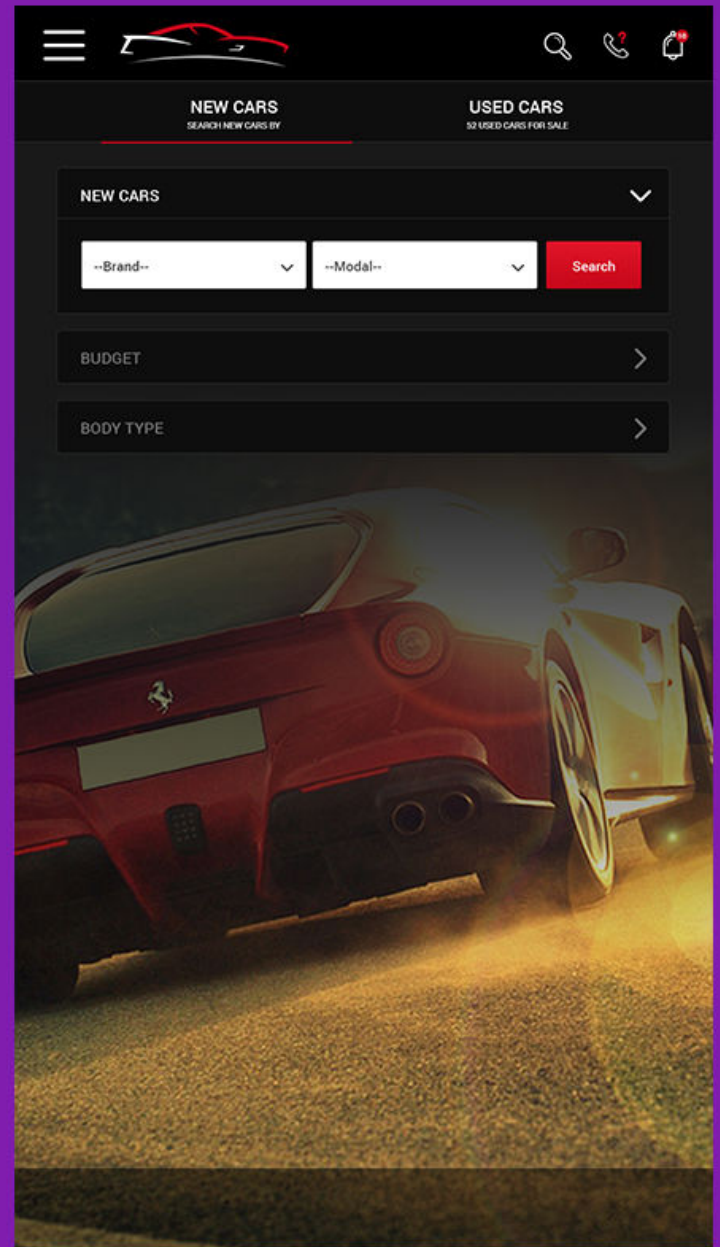 ?
NEW CARS
SEARCH NEW CARS BY
USED CARS
52 USED CARS FOR SALE
NEW CARS
--Brand--
--Modal--
Search
BUDGET
BODY TYPE